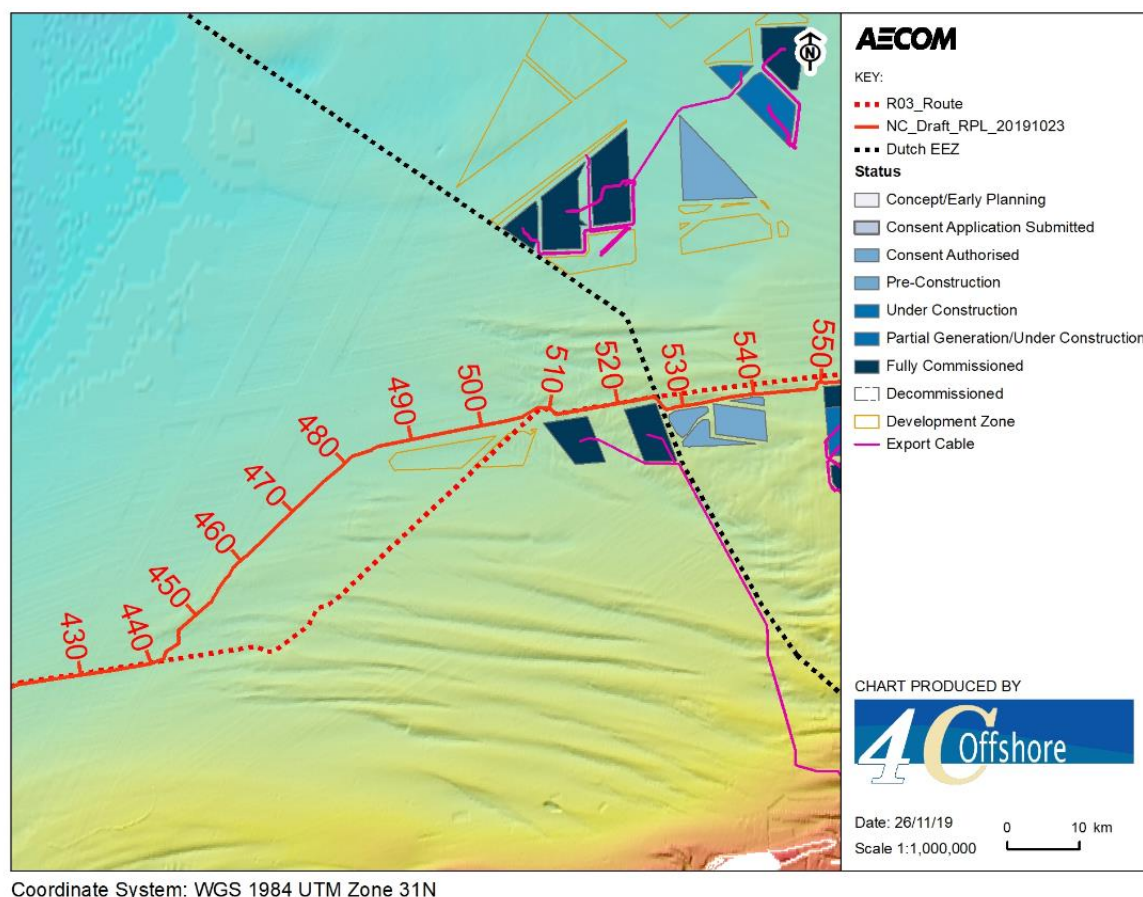 AECOM
N
KEY:
R03_Route
NC_Draft_RPL_20191023
Dutch EEZ
Status
Concept/Early Planning
Consent Application Submitted
Consent Authorised
Pre-Construction
Under Construction
Partial Generation/Under Construction
Fully Commissioned
Decommissioned
Development Zone
Export Cable
430
440
450
460
470
480
490
500
510
520
530
540
550
CHART PRODUCED BY
4C Offshore
Date: 26/11/19
Scale 1:1,000,000
0 10 km
Coordinate System: WGS 1984 UTM Zone 31N